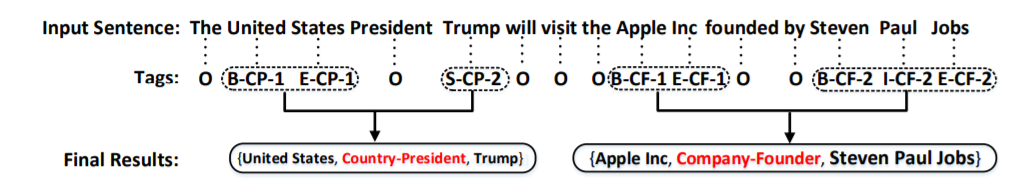 Input Sentence: The United States President Trump will visit the Apple Inc founded by Steven Paul Jobs
Tags: O B-CP-1 E-CP-1 O S-CP-2 O O O B-CF-1 E-CF-1 O O B-CF-2 I-CF-2 E-CF-2
Final Results: {United States, Country-President, Trump} {Apple Inc, Company-Founder, Steven Paul Jobs}